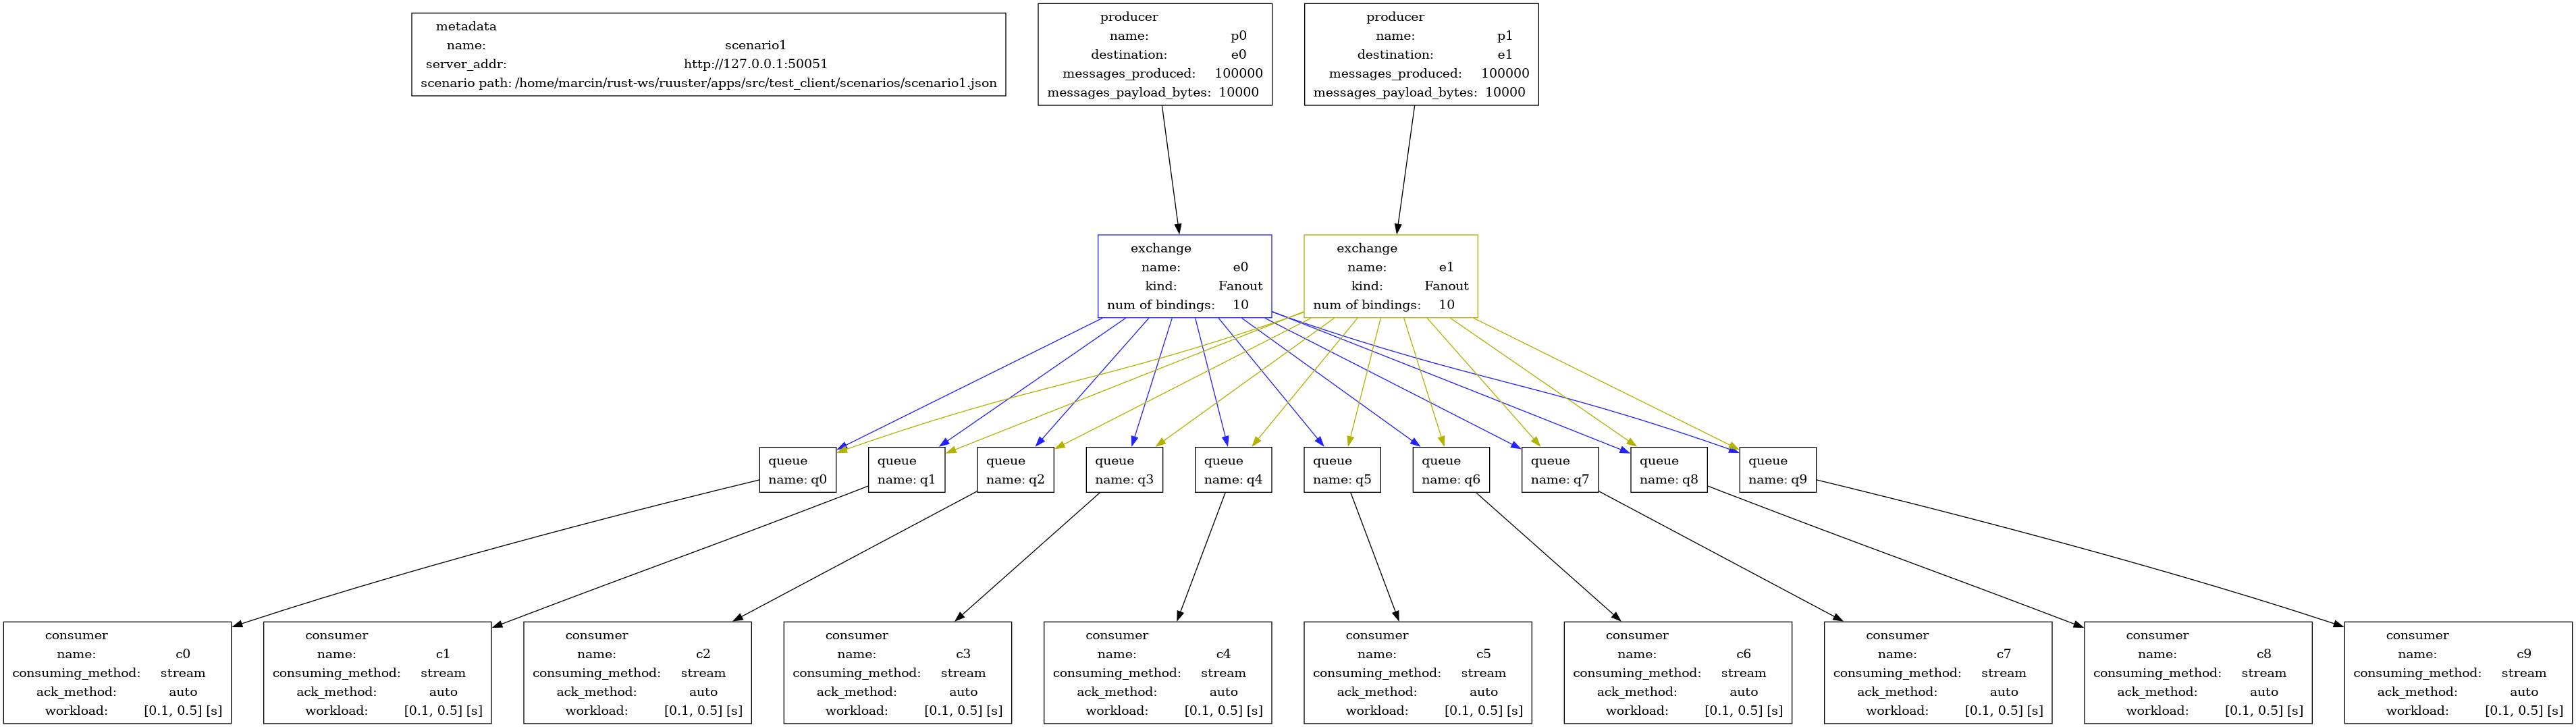 metadata
name: scenario1
server_addr: http://127.0.0.1:50051
scenario path: /home/marcin/rust-ws/ruuster/apps/src/test_client/scenarios/scenario1.json
producer
name: p0
destination: e0
messages_produced: 100000
messages_payload_bytes: 10000
producer
name: p1
destination: e1
messages_produced: 100000
messages_payload_bytes: 10000
exchange
name: e0
kind: Fanout
num of bindings: 10
exchange
name: e1
kind: Fanout
num of bindings: 10
queue
name: q0
queue
name: q1
queue
name: q2
queue
name: q3
queue
name: q4
queue
name: q5
queue
name: q6
queue
name: q7
queue
name: q8
queue
name: q9
consumer
name: c0
consuming_method: stream
ack_method: auto
workload: [0.1, 0.5] [s]
consumer
name: c1
consuming_method: stream
ack_method: auto
workload: [0.1, 0.5] [s]
consumer
name: c2
consuming_method: stream
ack_method: auto
workload: [0.1, 0.5] [s]
consumer
name: c3
consuming_method: stream
ack_method: auto
workload: [0.1, 0.5] [s]
consumer
name: c4
consuming_method: stream
ack_method: auto
workload: [0.1, 0.5] [s]
consumer
name: c5
consuming_method: stream
ack_method: auto
workload: [0.1, 0.5] [s]
consumer
name: c6
consuming_method: stream
ack_method: auto
workload: [0.1, 0.5] [s]
consumer
name: c7
consuming_method: stream
ack_method: auto
workload: [0.1, 0.5] [s]
consumer
name: c8
consuming_method: stream
ack_method: auto
workload: [0.1, 0.5] [s]
consumer
name: c9
consuming_method: stream
ack_method: auto
workload: [0.1, 0.5] [s]